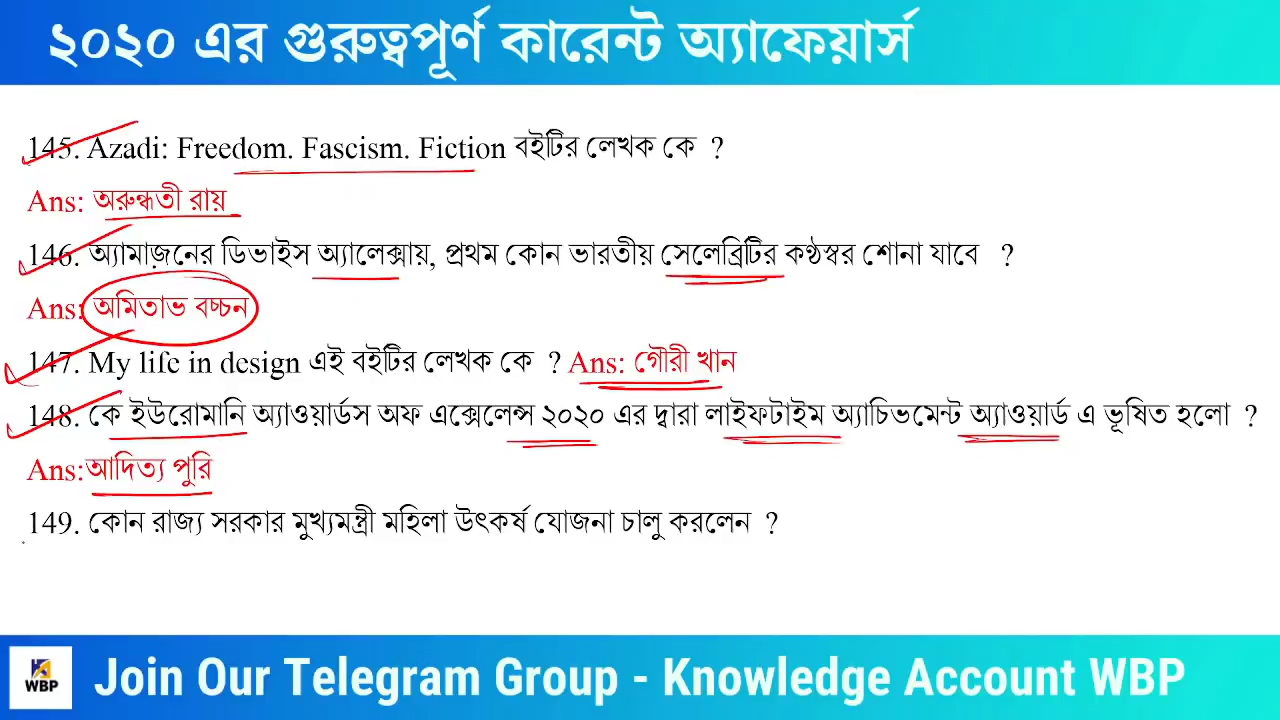 ২০২০ এর গুরুত্বপূর্ণ কারেন্ট অ্যাফেয়ার্স
145. Azadi: Freedom. Fascism. Fiction বইটির লেখক কে ?
Ans: অরুন্ধতী রায়
146. অ্যামাজনের ডিভাইস অ্যালেক্সায়, প্রথম কোন ভারতীয় সেলেব্রিটির কণ্ঠস্বর শোনা যাবে ?
Ans: অমিতাভ বচ্চন
147. My life in design এই বইটির লেখক কে ? Ans: গৌরী খান
148. কে ইউরোমানি অ্যাওয়ার্ডস অফ এক্সেলেন্স ২০২০ এর দ্বারা লাইফটাইম অ্যাচিভমেন্ট অ্যাওয়ার্ড এ ভূষিত হলো ?
Ans:আদিত্য পুরি
149. কোন রাজ্য সরকার মুখ্যমন্ত্রী মহিলা উৎকর্ষ যোজনা চালু করলেন ?
WBP
Join Our Telegram Group - Knowledge Account WBP